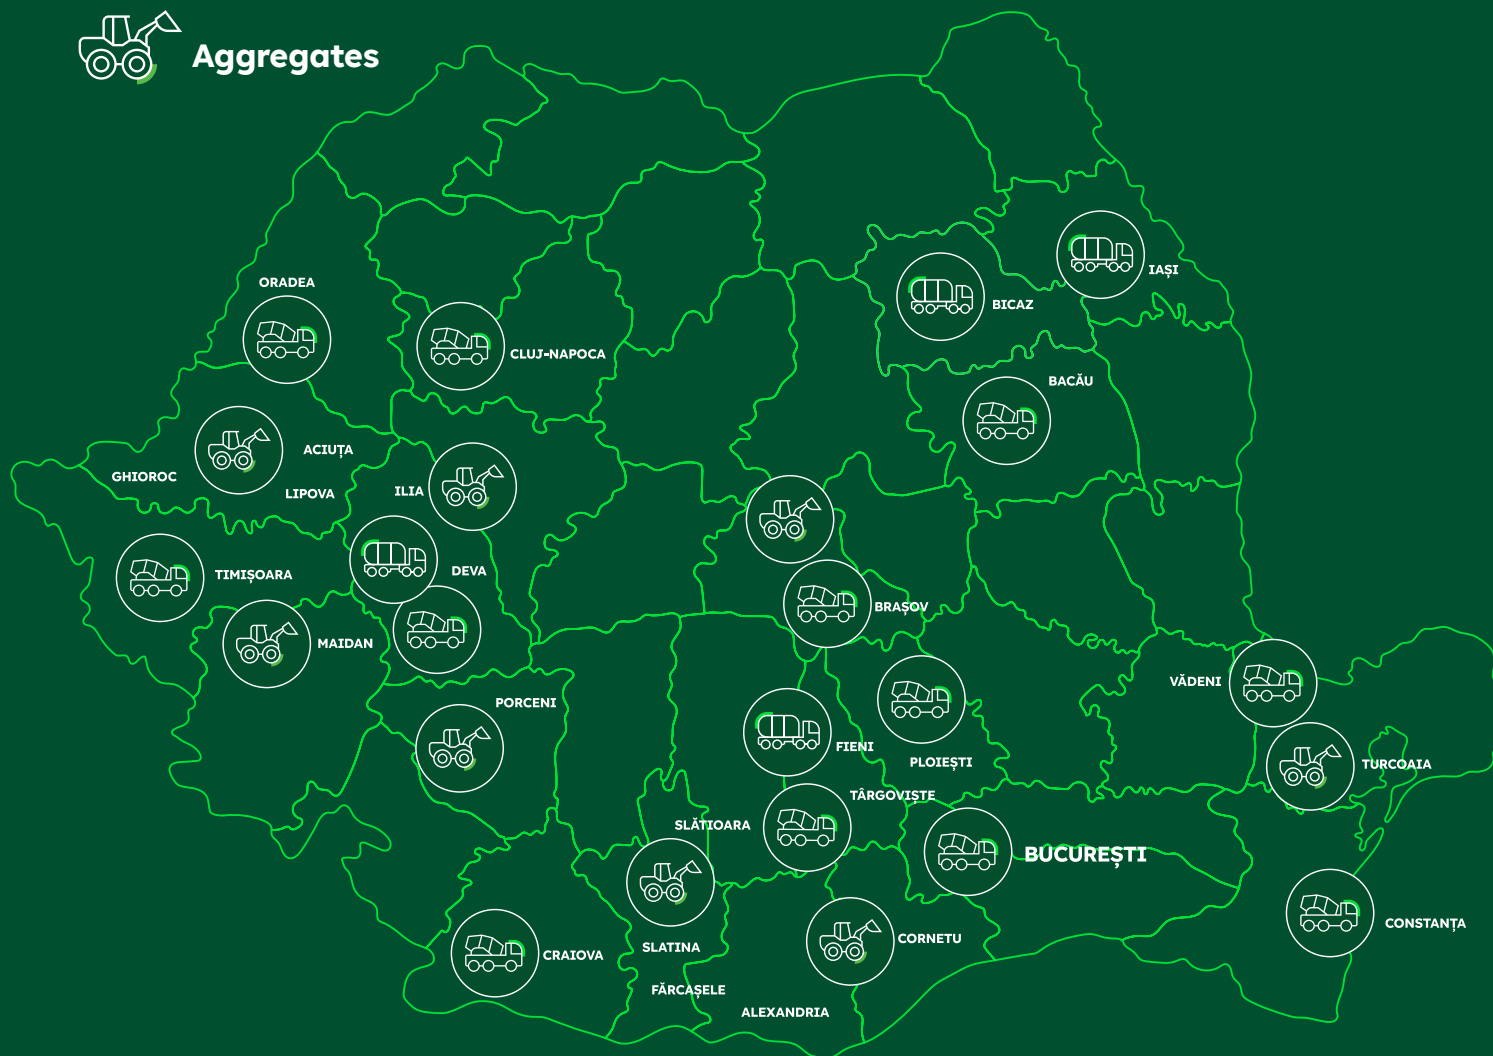 Aggregates
IAȘI
ORADEA
BICAZ
CLUJ-NAPOCA
BACĂU
ACIUȚA
GHIOROC
LIPOVA
ILIA
DEVA
TIMIȘOARA
BRAȘOV
MAIDAN
VĂDENI
PORCENI
FIENI
PLOIEȘTI
TURCOAIA
TÂRGOVIȘTE
SLĂTIOARA
BUCUREȘTI
CONSTANȚA
CORNETU
SLATINA
CRAIOVA
FĂRCAȘELE
ALEXANDRIA